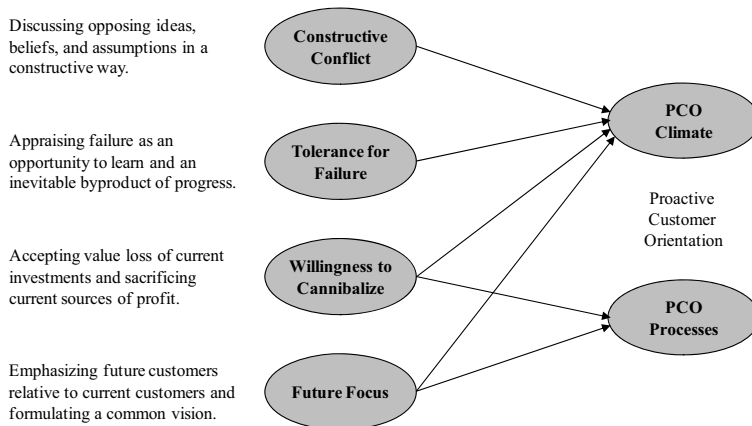 Discussing opposing ideas,
beliefs, and assumptions in a
constructive way.
Constructive
Conflict
Appraising failure as an
opportunity to learn and an
inevitable byproduct of progress.
Tolerance for
Failure
Accepting value loss of current
investments and sacrificing
current sources of profit.
Willingness to
Cannibalize
Emphasizing future customers
relative to current customers and
formulating a common vision.
Future Focus
PCO
Climate
Proactive
Customer
Orientation
PCO
Processes